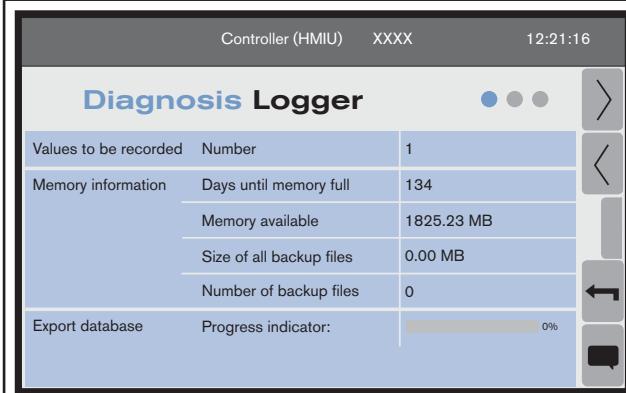 Controller (HMIU) XXXX 12:21:16
Diagnosis Logger
Values to be recorded Number 1
Memory information Days until memory full 134
Memory available 1825.23 MB
Size of all backup files 0.00 MB
Number of backup files 0
Export database Progress indicator: 0%